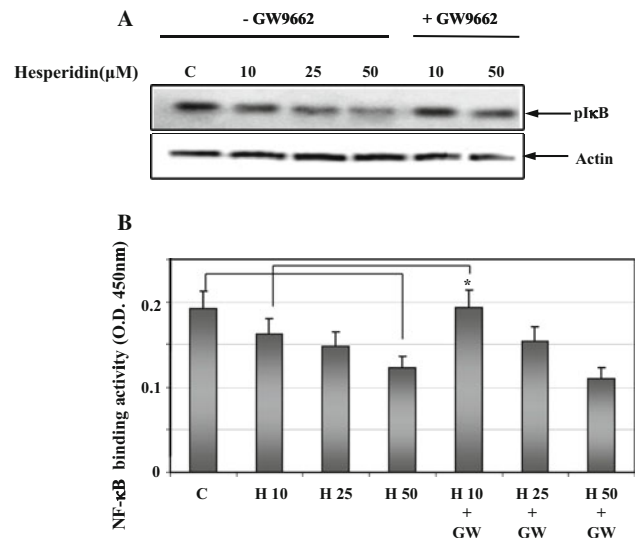 A
- GW9662 + GW9662
Hesperidin(μM) C 10 25 50 10 50
pIκB
Actin
B
NF-κB binding activity (O.D. 450nm)
0.2
0.1
0
*
C H 10 H 25 H 50 H 10 H 25 H 50
+ + +
GW GW GW